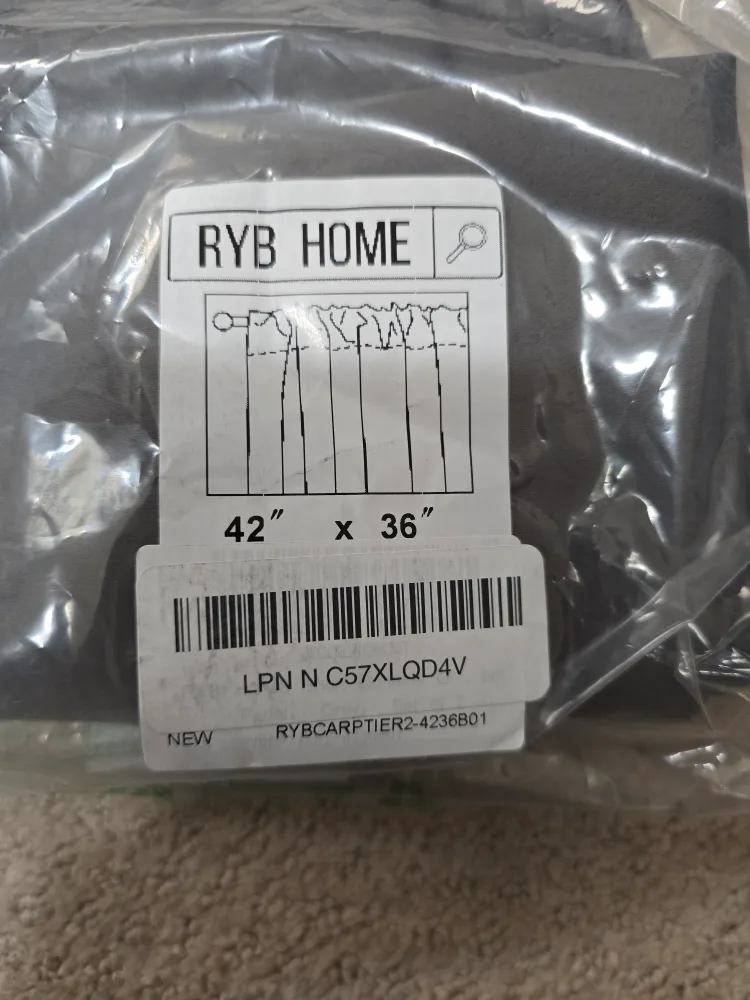 RYB HOME
42″ x 36″
LPN N C57XLQD4V
NEW RYBCARPTIER2-4236B01